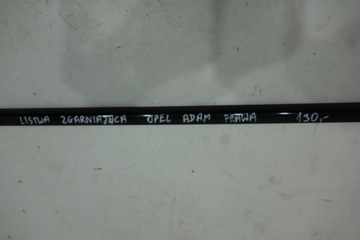 LISTWA ZGARNIAJĄCA OPEL ADAM PRAWA 130,-